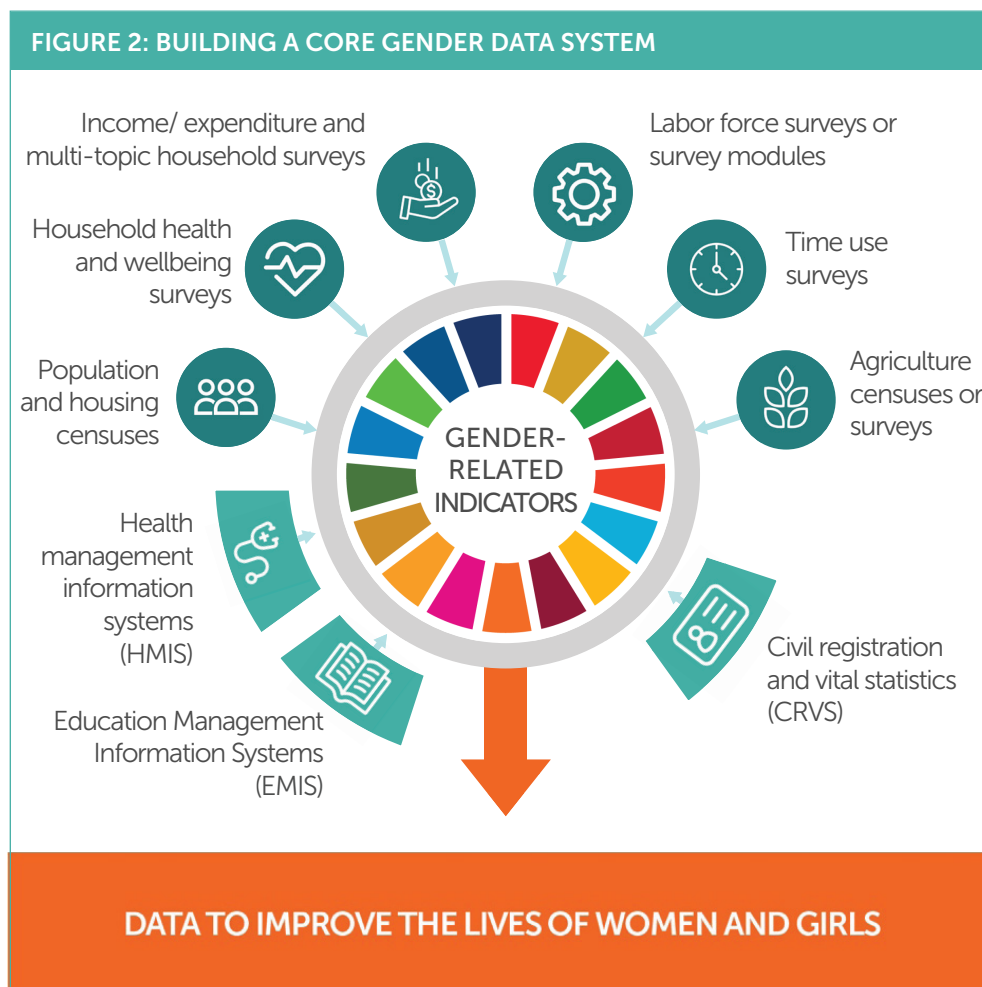 FIGURE 2: BUILDING A CORE GENDER DATA SYSTEM
Income/ expenditure and
multi-topic household surveys
Labor force surveys or
survey modules
Household health
and wellbeing
surveys
Time use
surveys
Population
and housing
censuses
Agriculture
censuses or
surveys
GENDER-
RELATED
INDICATORS
Health
management
information
systems
(HMIS)
Education Management
Information Systems
(EMIS)
Civil registration
and vital statistics
(CRVS)
DATA TO IMPROVE THE LIVES OF WOMEN AND GIRLS